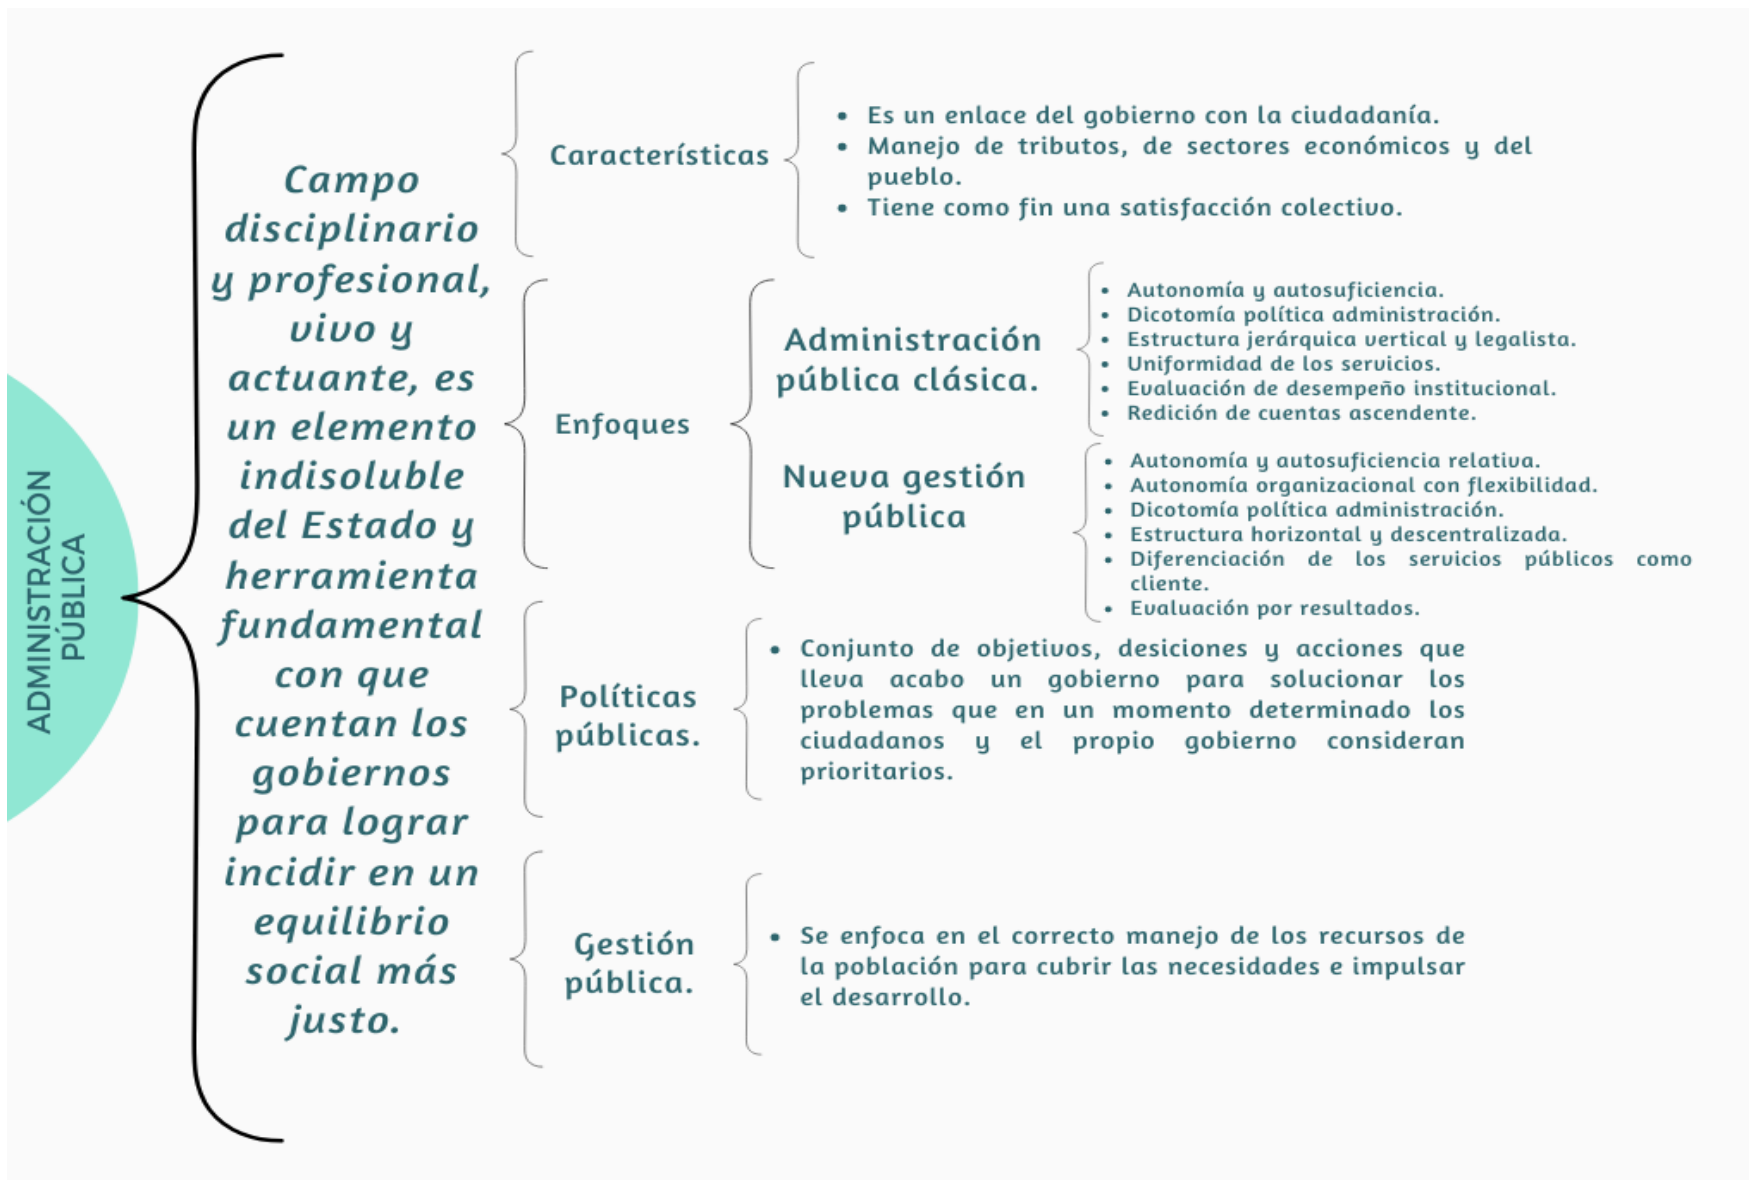 ADMINISTRACIÓN
PÚBLICA
Campo
disciplinario
y profesional,
vivo y
actuante, es
un elemento
indisoluble
del Estado y
herramienta
fundamental
con que
cuentan los
gobiernos
para lograr
incidir en un
equilibrio
social más
justo.
Características
• Es un enlace del gobierno con la ciudadanía.
• Manejo de tributos, de sectores económicos y del
pueblo.
• Tiene como fin una satisfacción colectivo.
Enfoques
Administración
pública clásica.
• Autonomía y autosuficiencia.
• Dicotomía política administración.
• Estructura jerárquica vertical y legalista.
• Uniformidad de los servicios.
• Evaluación de desempeño institucional.
• Redición de cuentas ascendente.
Nueva gestión
pública
• Autonomía y autosuficiencia relativa.
• Autonomía organizacional con flexibilidad.
• Dicotomía política administración.
• Estructura horizontal y descentralizada.
• Diferenciación de los servicios públicos como
cliente.
• Evaluación por resultados.
Políticas
públicas.
• Conjunto de objetivos, desiciones y acciones que
lleva acabo un gobierno para solucionar los
problemas que en un momento determinado los
ciudadanos y el propio gobierno consideran
prioritarios.
Gestión
pública.
• Se enfoca en el correcto manejo de los recursos de
la población para cubrir las necesidades e impulsar
el desarrollo.